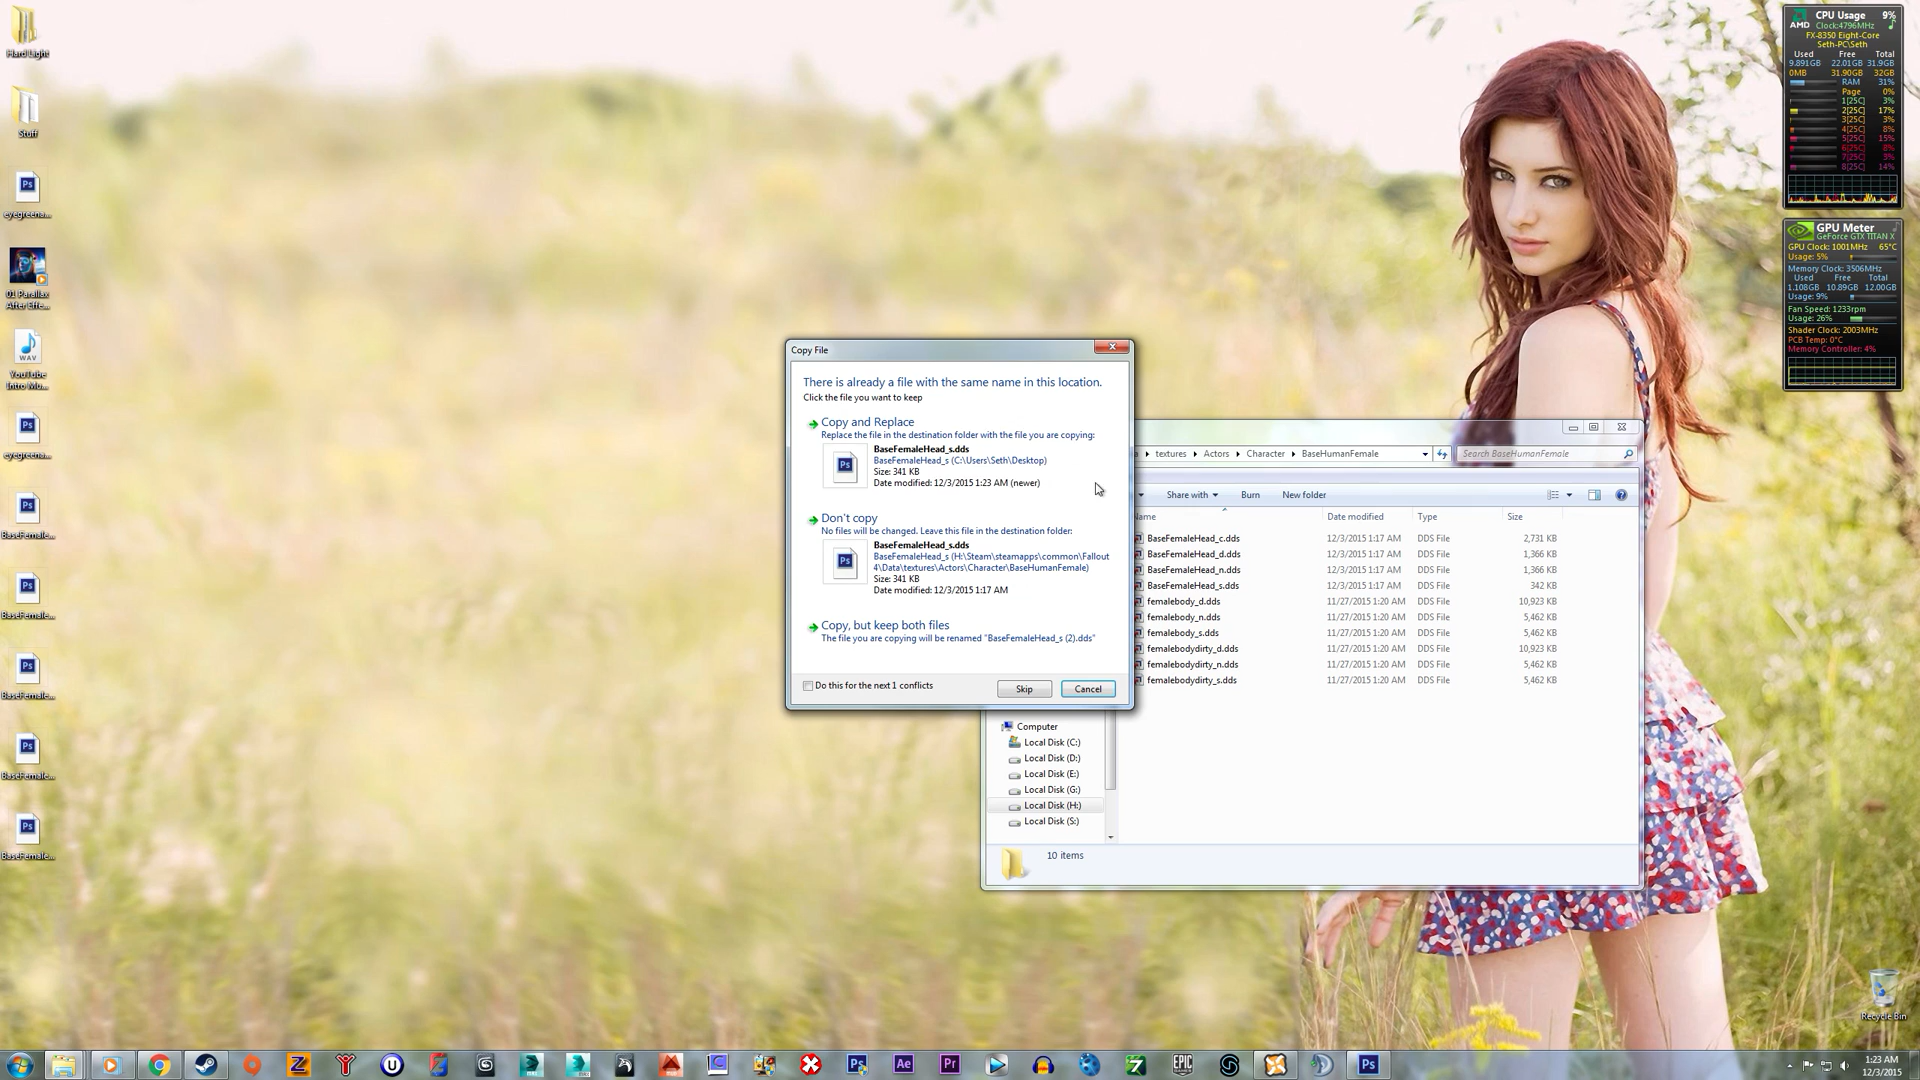 Hard Light
Stuff
eyegreena...
01 Parallax
After Effe...
WAV
YouTube
Intro Mu...
eyegreena...
BaseFemale...
BaseFemale...
BaseFemale...
BaseFemale...
BaseFemale...
Copy File
There is already a file with the same name in this location.
Click the file you want to keep
Copy and Replace
Replace the file in the destination folder with the file you are copying:
BaseFemaleHead_s.dds
BaseFemaleHead_s (C:\Users\Seth\Desktop)
Size: 341 KB
Date modified: 12/3/2015 1:23 AM (newer)
Don't copy
No files will be changed. Leave this file in the destination folder:
BaseFemaleHead_s.dds
BaseFemaleHead_s (H:\Steam\steamapps\common\Fallout
4\Data\textures\Actors\Character\BaseHumanFemale)
Size: 341 KB
Date modified: 12/3/2015 1:17 AM
Copy, but keep both files
The file you are copying will be renamed "BaseFemaleHead_s (2).dds"
Do this for the next 1 conflicts
Skip
Cancel
a textures Actors Character BaseHumanFemale
Search BaseHumanFemale
Share with Burn New folder
Name Date modified Type Size
BaseFemaleHead_c.dds 12/3/2015 1:17 AM DDS File 2,731 KB
BaseFemaleHead_d.dds 12/3/2015 1:17 AM DDS File 1,366 KB
BaseFemaleHead_n.dds 12/3/2015 1:17 AM DDS File 1,366 KB
BaseFemaleHead_s.dds 12/3/2015 1:17 AM DDS File 342 KB
femalebody_d.dds 11/27/2015 1:20 AM DDS File 10,923 KB
femalebody_n.dds 11/27/2015 1:20 AM DDS File 5,462 KB
femalebody_s.dds 11/27/2015 1:20 AM DDS File 5,462 KB
femalebodydirty_d.dds 11/27/2015 1:20 AM DDS File 10,923 KB
femalebodydirty_n.dds 11/27/2015 1:20 AM DDS File 5,462 KB
femalebodydirty_s.dds 11/27/2015 1:20 AM DDS File 5,462 KB
Computer
Local Disk (C:)
Local Disk (D:)
Local Disk (E:)
Local Disk (G:)
Local Disk (H:)
Local Disk (S:)
10 items
AMD
CPU Usage 9%
Clock:4796MHz
FX-8350 Eight-Core
Seth-PC\Seth
Used Free Total
9.891GB 22.01GB 31.9GB
0MB 31.90GB 32GB
RAM 31%
Page 0%
1[25C] 3%
2[25C] 17%
3[25C] 3%
4[25C] 8%
5[25C] 15%
6[25C] 8%
7[25C] 3%
8[25C] 14%
GPU Meter
GeForce GTX TITAN X
GPU Clock: 1001MHz 65°C
Usage: 5%
Memory Clock: 3506MHz
Used Free Total
1.108GB 10.89GB 12.00GB
Usage: 9%
Fan Speed: 1233rpm
Usage: 26%
Shader Clock: 2003MHz
PCB Temp: 0°C
Memory Controller: 4%
Recycle Bin
Ps
Ae
Pr
EPIC
Ps
1:23 AM
12/3/2015